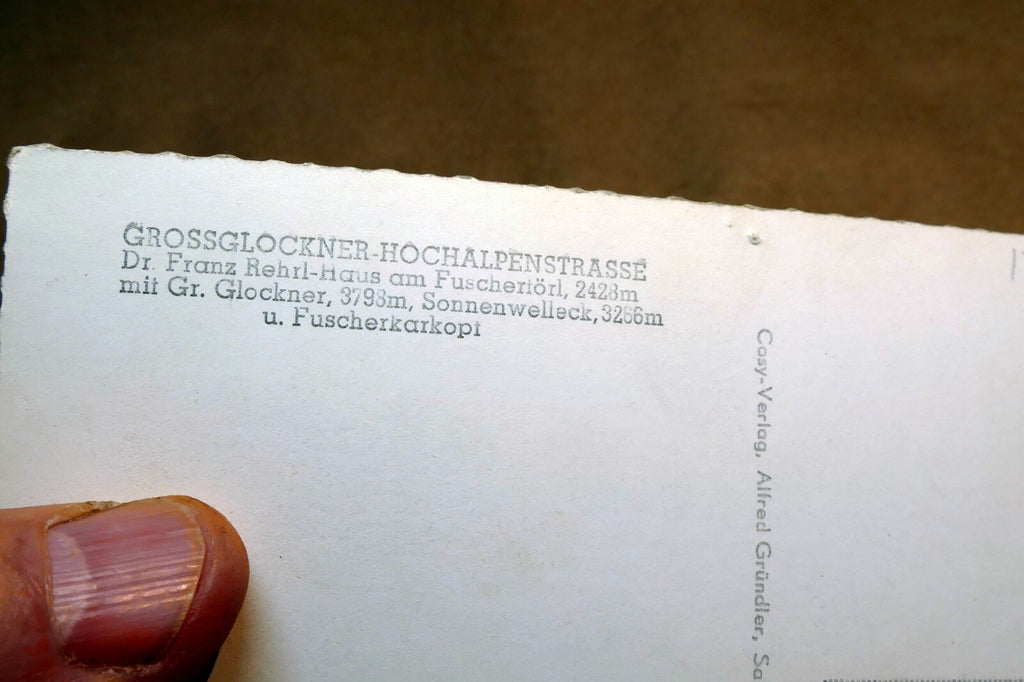 GROSSGLOCKNER-HOCHALPENSTRASSE
Dr. Franz Rehrl-Haus am Fuschertörl, 2428m
mit Gr. Glockner, 3798m, Sonnenwelleck, 3266m
u. Fuscherkarkopf
Cosy-Verlag, Alfred Gründler, Sa